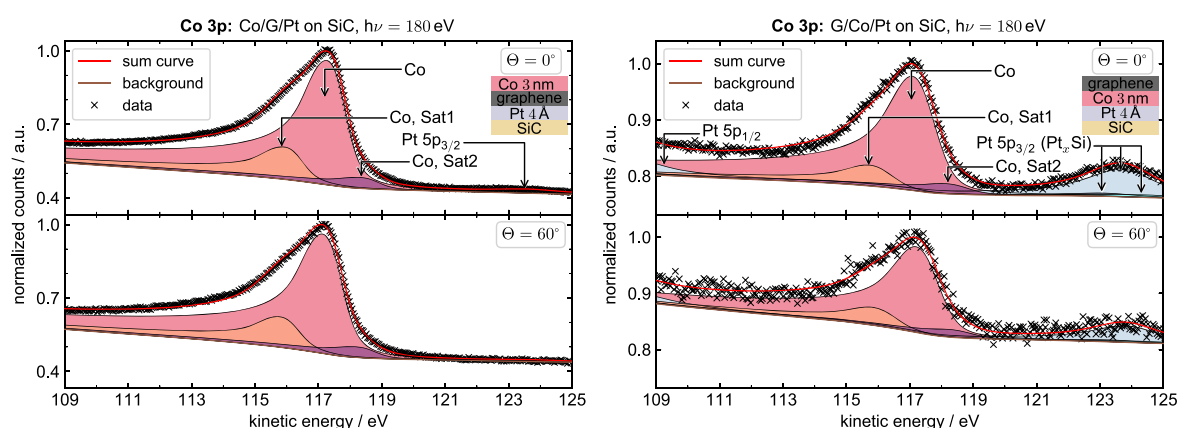 Co 3p: Co/G/Pt on SiC, hν = 180 eV
1.0
0.7
0.4
normalized counts / a.u.
sum curve
background
data
Θ = 0°
Co 3 nm
graphene
Pt 4 Å
SiC
Co
Co, Sat1
Pt 5p3/2
Co, Sat2
1.0
0.7
0.4
normalized counts / a.u.
Θ = 60°
109 111 113 115 117 119 121 123 125
kinetic energy / eV
Co 3p: G/Co/Pt on SiC, hν = 180 eV
1.0
0.9
0.8
normalized counts / a.u.
sum curve
background
data
Θ = 0°
graphene
Co 3 nm
Pt 4 Å
SiC
Co
Co, Sat1
Pt 5p1/2
Pt 5p3/2 (PtxSi)
Co, Sat2
1.0
0.9
0.8
normalized counts / a.u.
Θ = 60°
109 111 113 115 117 119 121 123 125
kinetic energy / eV